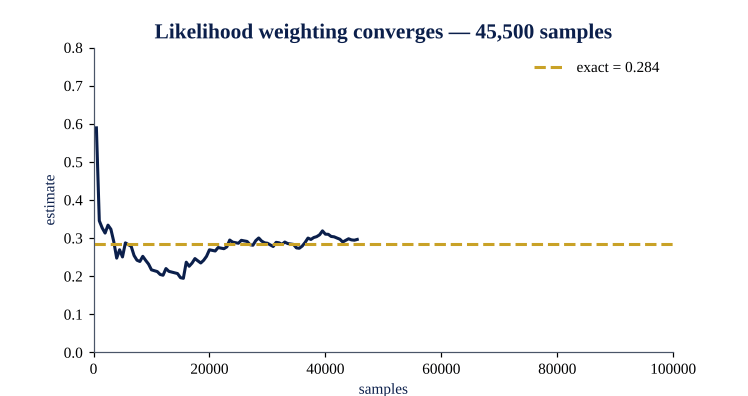 Likelihood weighting converges — 45,500 samples
exact = 0.284
estimate
0.8
0.7
0.6
0.5
0.4
0.3
0.2
0.1
0.0
0 20000 40000 60000 80000 100000
samples